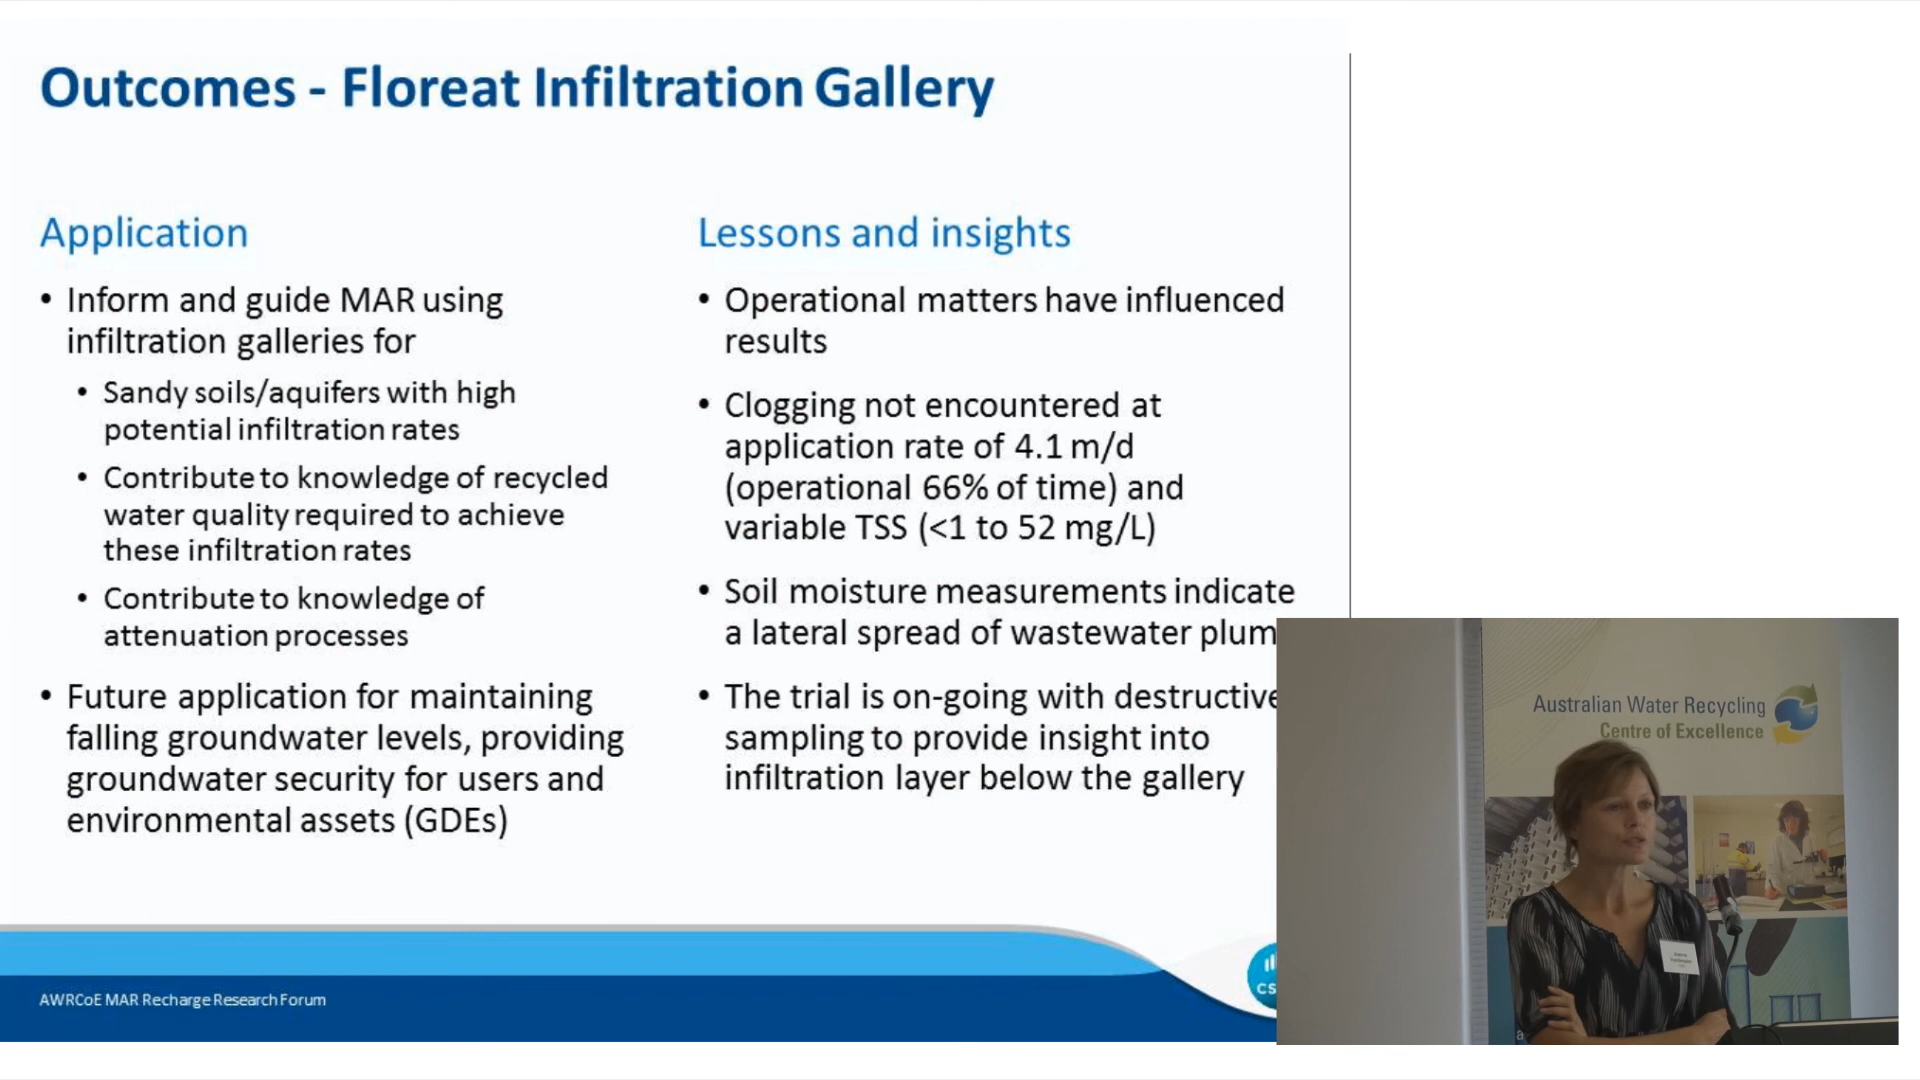 Outcomes - Floreat Infiltration Gallery
Application
• Inform and guide MAR using
infiltration galleries for
• Sandy soils/aquifers with high
potential infiltration rates
• Contribute to knowledge of recycled
water quality required to achieve
these infiltration rates
• Contribute to knowledge of
attenuation processes
• Future application for maintaining
falling groundwater levels, providing
groundwater security for users and
environmental assets (GDEs)
Lessons and insights
• Operational matters have influenced
results
• Clogging not encountered at
application rate of 4.1 m/d
(operational 66% of time) and
variable TSS (<1 to 52 mg/L)
• Soil moisture measurements indicate
a lateral spread of wastewater plum
• The trial is on-going with destructive
sampling to provide insight into
infiltration layer below the gallery
AWRCoE MAR Recharge Research Forum
CS
Australian Water Recycling
Centre of Excellence